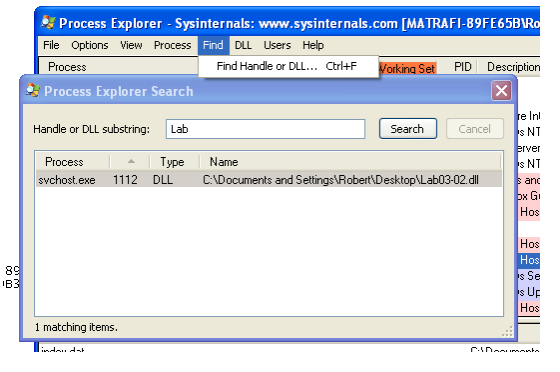 Process Explorer - Sysinternals: www.sysinternals.com [MATRAFI-89FE65B\Ro
File Options View Process Find DLL Users Help
Find Handle or DLL... Ctrl+F
Process Working Set PID Description
Process Explorer Search
Handle or DLL substring: Lab Search Cancel
Process Type Name
svchost.exe 1112 DLL C:\Documents and Settings\Robert\Desktop\Lab03-02.dll
1 matching items.
re Int
s NT
erver
s NT
s and
ox Gu
Hos
Hos
Hos
s Se
s Up
Hos
89
B3
index.dat C:\Documents